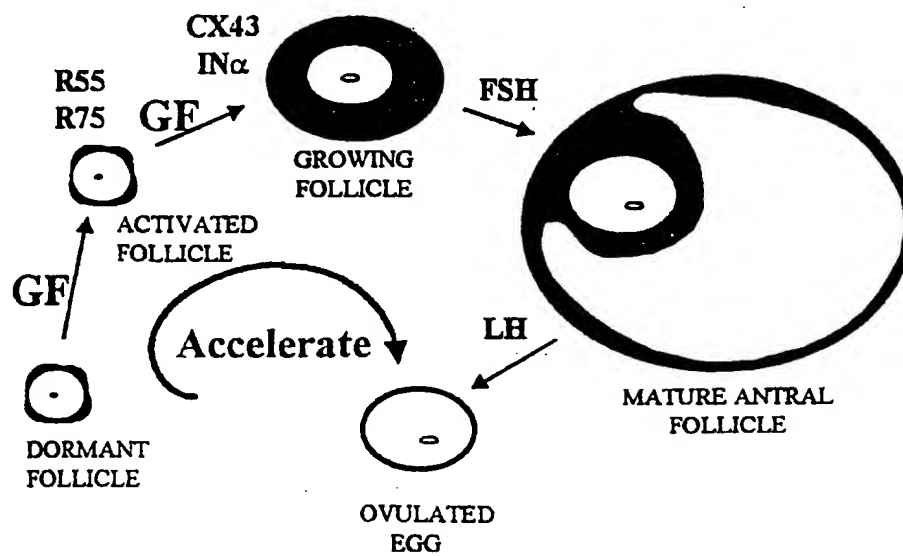 CX43
INα
R55
R75
GF
FSH
GROWING
FOLLICLE
ACTIVATED
FOLLICLE
GF
Accelerate
LH
MATURE ANTRAL
FOLLICLE
DORMANT
FOLLICLE
OVULATED
EGG